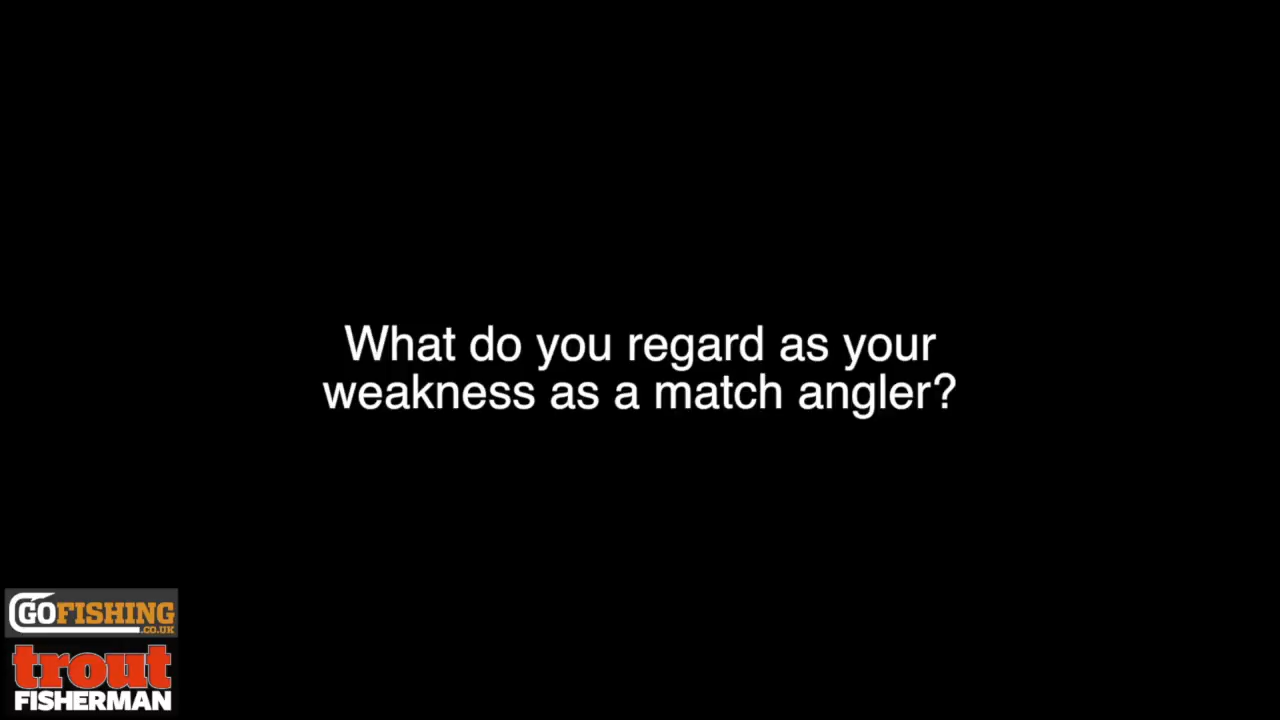 What do you regard as your
weakness as a match angler?
GOFISHING
.CO.UK
trout
FISHERMAN